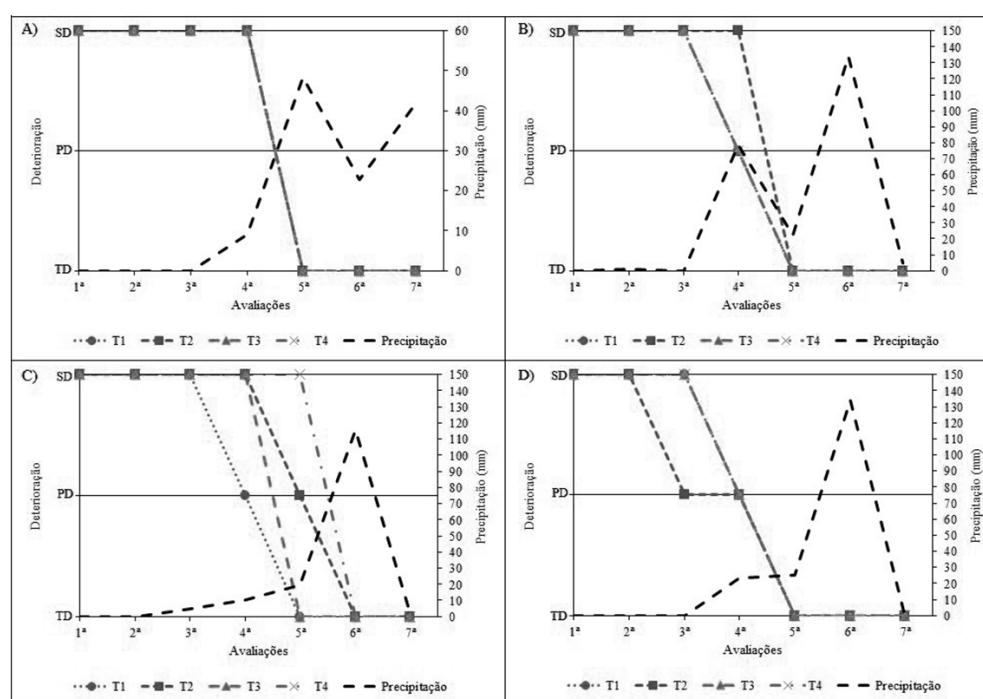 A)
SD
PD
TD
Deterioração
60
50
40
30
20
10
0
Precipitação (mm)
1ª 2ª 3ª 4ª 5ª 6ª 7ª
Avaliações
T1 T2 T3 T4 Precipitação
B)
SD
PD
TD
Deterioração
150
140
130
120
110
100
90
80
70
60
50
40
30
20
10
0
Precipitação (mm)
1ª 2ª 3ª 4ª 5ª 6ª 7ª
Avaliações
T1 T2 T3 T4 Precipitação
C)
SD
PD
TD
Deterioração
150
140
130
120
110
100
90
80
70
60
50
40
30
20
10
0
Precipitação (mm)
1ª 2ª 3ª 4ª 5ª 6ª 7ª
Avaliações
T1 T2 T3 T4 Precipitação
D)
SD
PD
TD
Deterioração
150
140
130
120
110
100
90
80
70
60
50
40
30
20
10
0
Precipitação (mm)
1ª 2ª 3ª 4ª 5ª 6ª 7ª
Avaliações
T1 T2 T3 T4 Precipitação